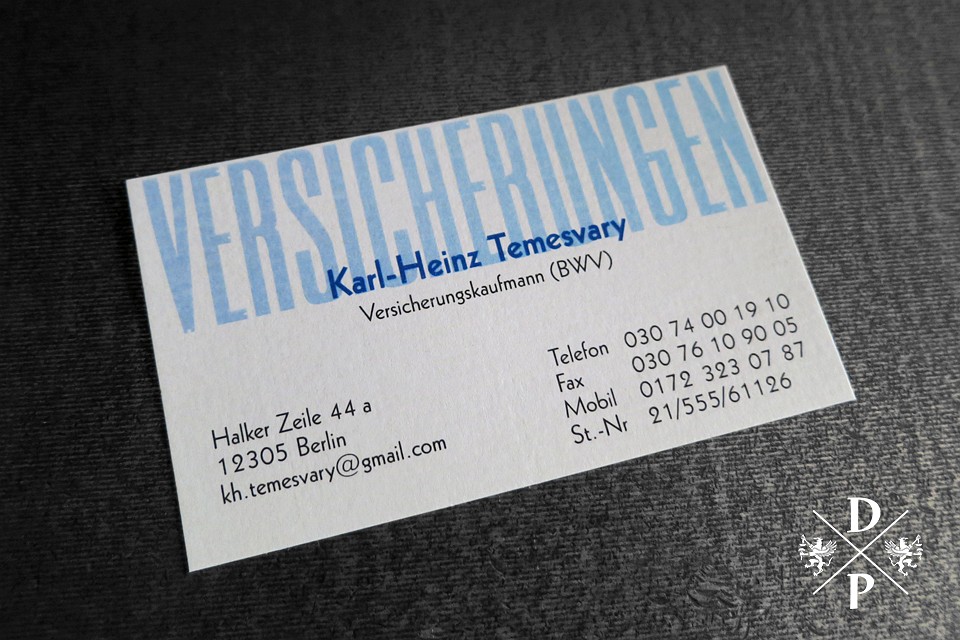 VERSICHERUNGEN
Karl-Heinz Temesvary
Versicherungskaufmann (BWV)
Telefon 030 74 00 19 10
Fax 030 76 10 90 05
Mobil 0172 323 07 87
St.-Nr 21/555/61126
Halker Zeile 44 a
12305 Berlin
kh.temesvary@gmail.com
D
P